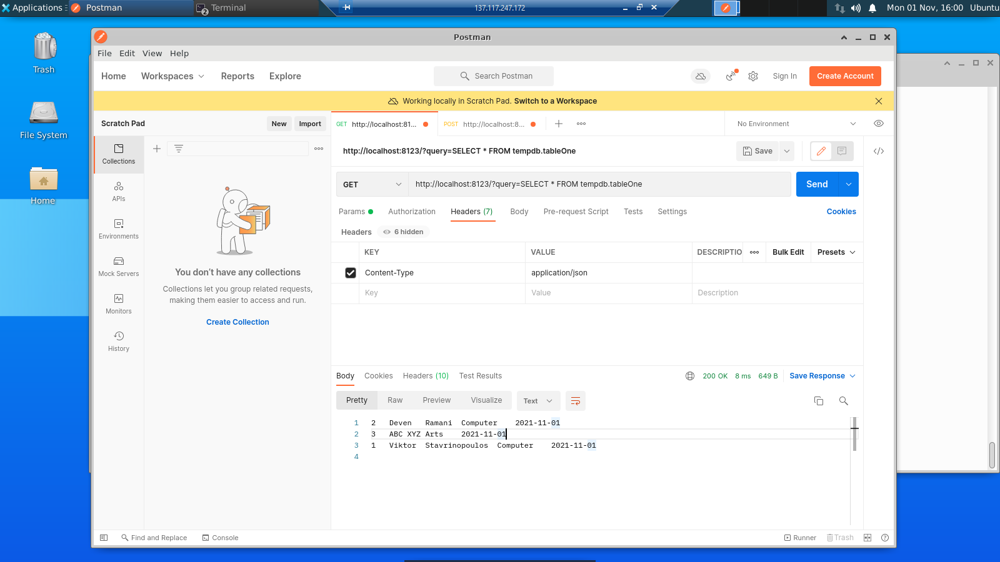 Applications Postman Terminal 2 137.117.247.172 Mon 01 Nov, 16:00 Ubuntu
Trash
File System
Home
Postman
File Edit View Help
Home Workspaces Reports Explore Search Postman Sign In Create Account
Working locally in Scratch Pad. Switch to a Workspace
Scratch Pad New Import GET http://localhost:81... POST http://localhost:8... No Environment
Collections
APIs
Environments
Mock Servers
Monitors
History
You don't have any collections
Collections let you group related requests,
making them easier to access and run.
Create Collection
http://localhost:8123/?query=SELECT * FROM tempdb.tableOne Save
GET http://localhost:8123/?query=SELECT * FROM tempdb.tableOne Send
Params Authorization Headers (7) Body Pre-request Script Tests Settings Cookies
Headers 6 hidden
KEY VALUE DESCRIPTIO Bulk Edit Presets
Content-Type application/json
Key Value Description
Body Cookies Headers (10) Test Results 200 OK 8 ms 649 B Save Response
Pretty Raw Preview Visualize Text
1 2 Deven Ramani Computer 2021-11-01
2 3 ABC XYZ Arts 2021-11-01
3 1 Viktor Stavrinopoulos Computer 2021-11-01
4
Find and Replace Console Runner Trash